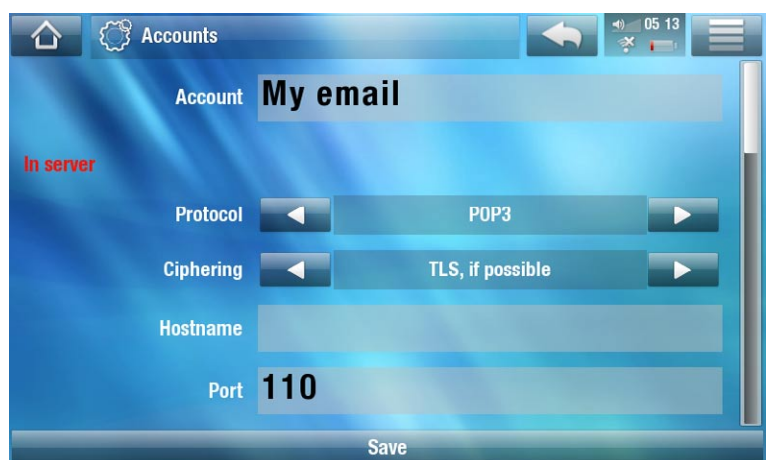 Accounts
05 13
Account My email
In server
Protocol POP3
Ciphering TLS, if possible
Hostname
Port 110
Save